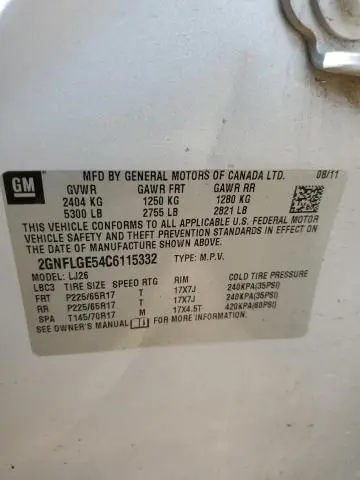 GM
MFD BY GENERAL MOTORS OF CANADA LTD. 08/11
GVWR GAWR FRT GAWR RR
2404 KG 1250 KG 1280 KG
5300 LB 2755 LB 2821 LB
THIS VEHICLE CONFORMS TO ALL APPLICABLE U.S. FEDERAL MOTOR
VEHICLE SAFETY AND THEFT PREVENTION STANDARDS IN EFFECT ON
THE DATE OF MANUFACTURE SHOWN ABOVE.
2GNFLGE54C6115332 TYPE: M.P.V.
MODEL: LJ26
LBC3 TIRE SIZE SPEED RTG RIM COLD TIRE PRESSURE
FRT P225/65R17 T 17X7J 240KPA(35PSI)
RR P225/65R17 T 17X7J 240KPA(35PSI)
SPA T145/70R17 M 17X4.5T 420KPA(60PSI)
SEE OWNER'S MANUAL FOR MORE INFORMATION.